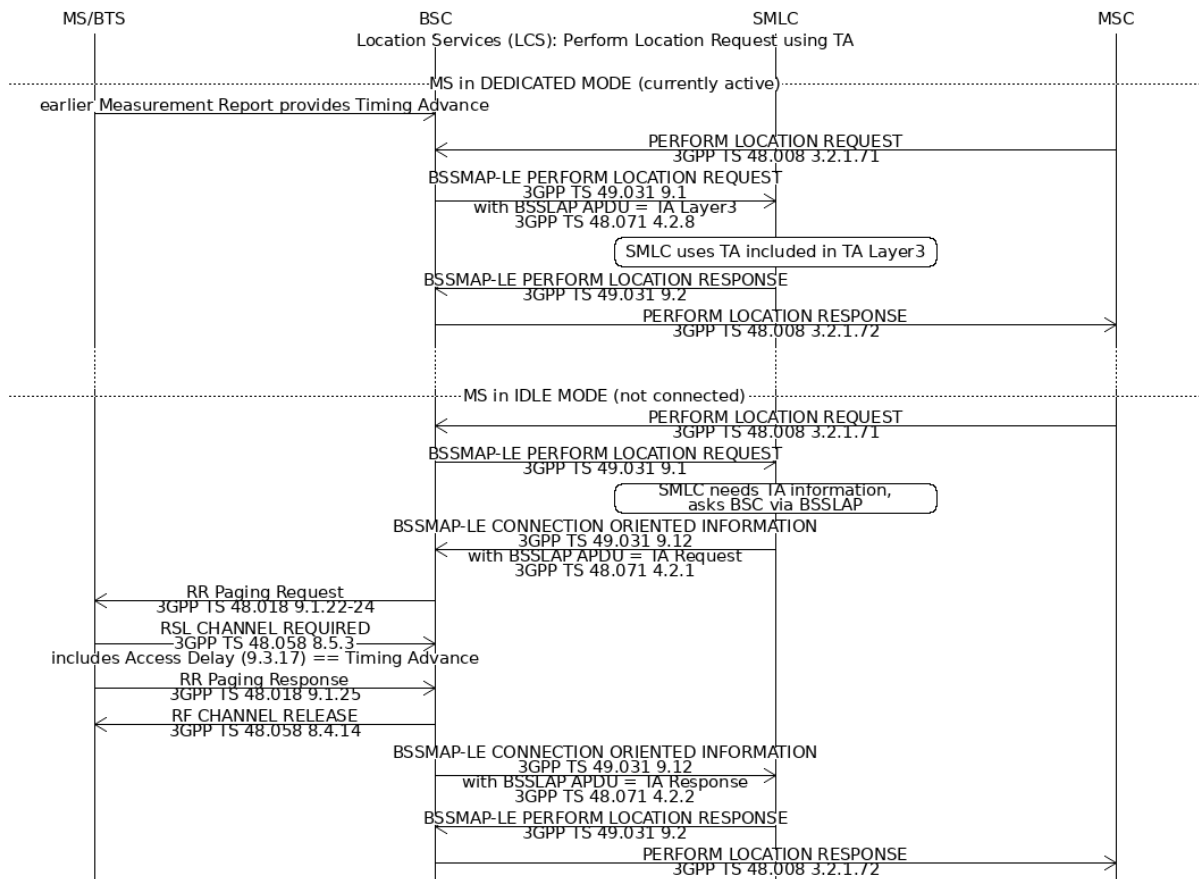 MS/BTS BSC SMLC MSC
Location Services (LCS): Perform Location Request using TA
MS in DEDICATED MODE (currently active)
earlier Measurement Report provides Timing Advance
PERFORM LOCATION REQUEST
3GPP TS 48.008 3.2.1.71
BSSMAP-LE PERFORM LOCATION REQUEST
3GPP TS 49.031 9.1
with BSSLAP APDU = TA Layer3
3GPP TS 48.071 4.2.8
SMLC uses TA included in TA Layer3
BSSMAP-LE PERFORM LOCATION RESPONSE
3GPP TS 49.031 9.2
PERFORM LOCATION RESPONSE
3GPP TS 48.008 3.2.1.72
MS in IDLE MODE (not connected)
PERFORM LOCATION REQUEST
3GPP TS 48.008 3.2.1.71
BSSMAP-LE PERFORM LOCATION REQUEST
3GPP TS 49.031 9.1
SMLC needs TA information,
asks BSC via BSSLAP
BSSMAP-LE CONNECTION ORIENTED INFORMATION
3GPP TS 49.031 9.12
with BSSLAP APDU = TA Request
3GPP TS 48.071 4.2.1
RR Paging Request
3GPP TS 48.018 9.1.22-24
RSL CHANNEL REQUIRED
3GPP TS 48.058 8.5.3
includes Access Delay (9.3.17) == Timing Advance
RR Paging Response
3GPP TS 48.018 9.1.25
RF CHANNEL RELEASE
3GPP TS 48.058 8.4.14
BSSMAP-LE CONNECTION ORIENTED INFORMATION
3GPP TS 49.031 9.12
with BSSLAP APDU = TA Response
3GPP TS 48.071 4.2.2
BSSMAP-LE PERFORM LOCATION RESPONSE
3GPP TS 49.031 9.2
PERFORM LOCATION RESPONSE
3GPP TS 48.008 3.2.1.72